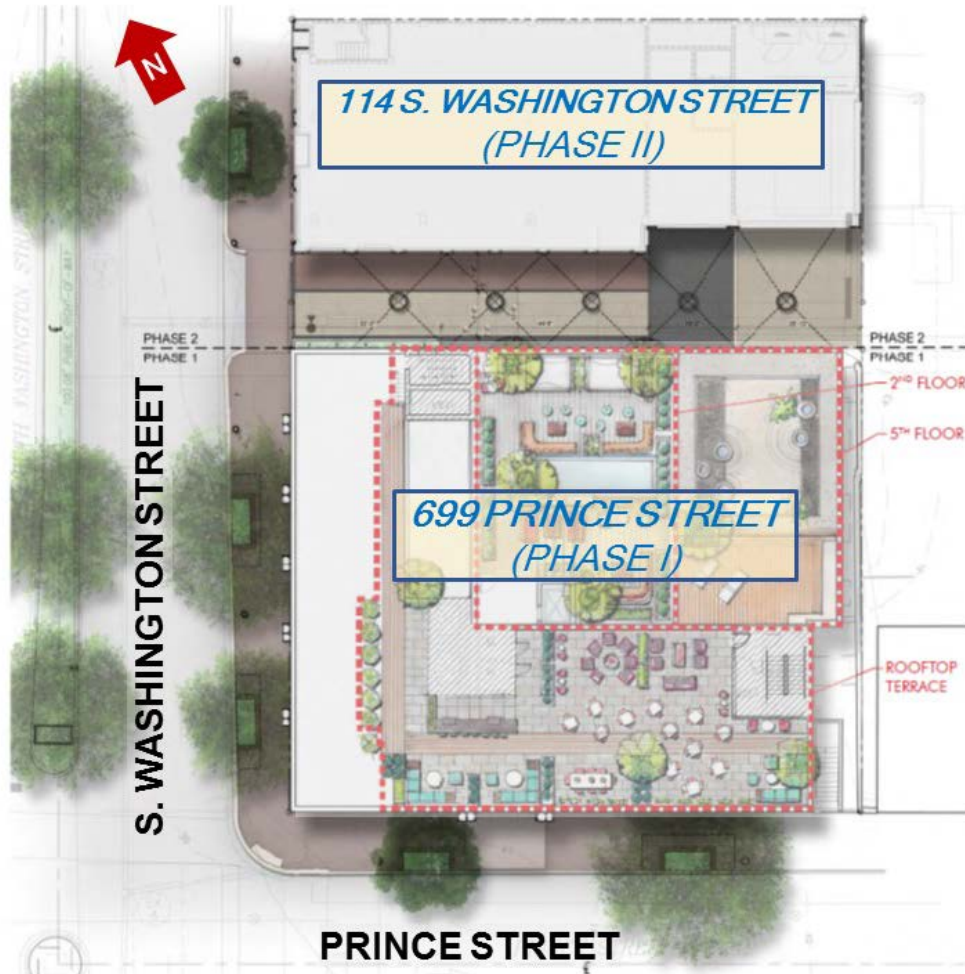 N
114 S. WASHINGTON STREET
(PHASE II)
PHASE 2
PHASE 1
PHASE 2
PHASE 1
2ND FLOOR
5TH FLOOR
699 PRINCE STREET
(PHASE I)
ROOFTOP
TERRACE
S. WASHINGTON STREET
PRINCE STREET